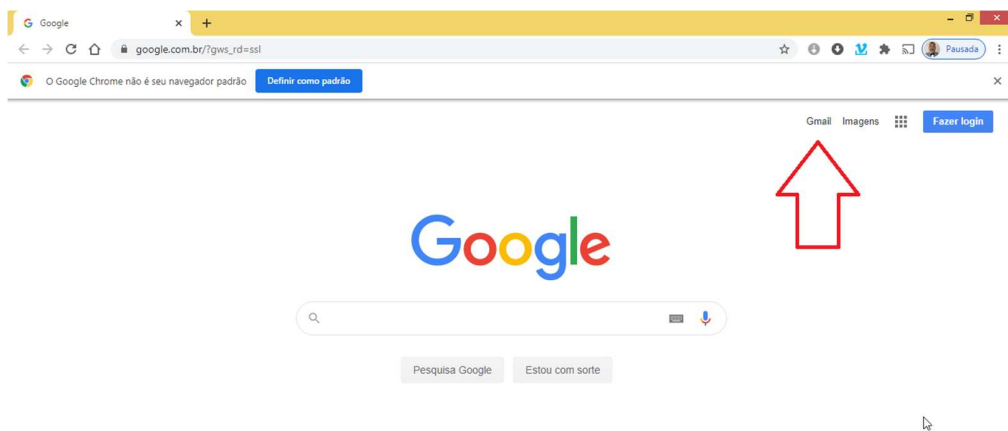 Google
google.com.br/?gws_rd=ssl
Pausada
O Google Chrome não é seu navegador padrão
Definir como padrão
Gmail Imagens
Fazer login
Google
Pesquisa Google
Estou com sorte